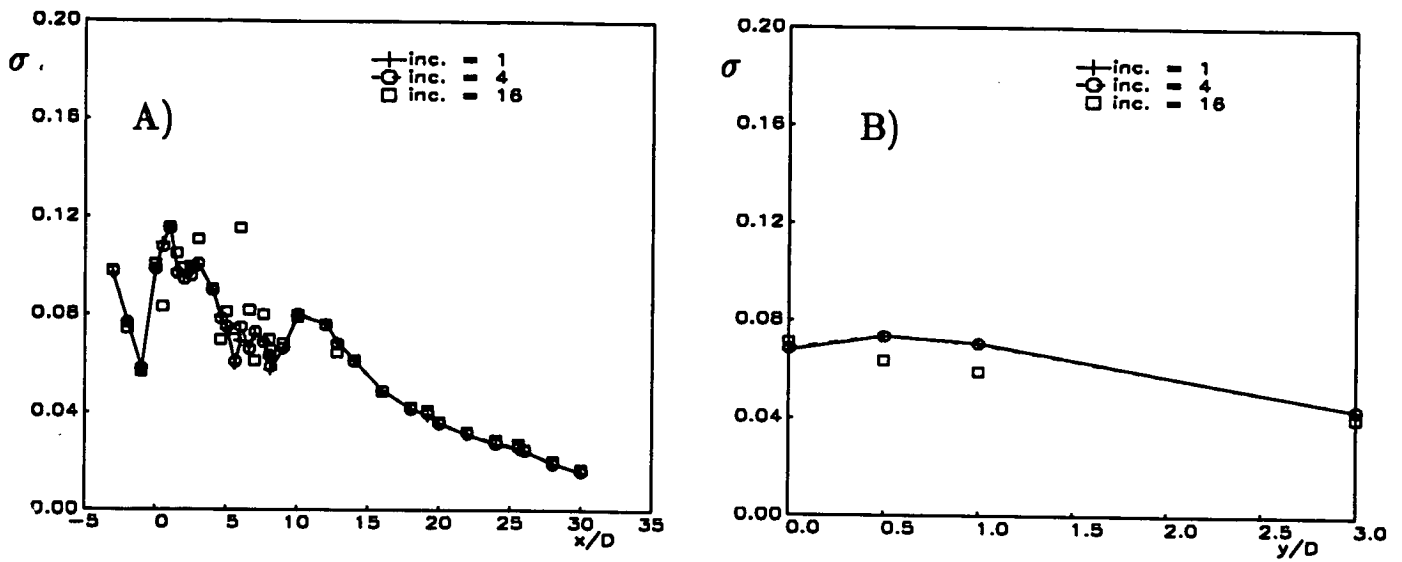 0.20
σ
inc. = 1
inc. = 4
inc. = 16
0.16
A)
0.12
0.08
0.04
0.00
-5 0 5 10 15 20 25 30 35
x/D
0.20
σ
inc. = 1
inc. = 4
inc. = 16
0.16
B)
0.12
0.08
0.04
0.00
0.0 0.5 1.0 1.5 2.0 2.5 3.0
y/D